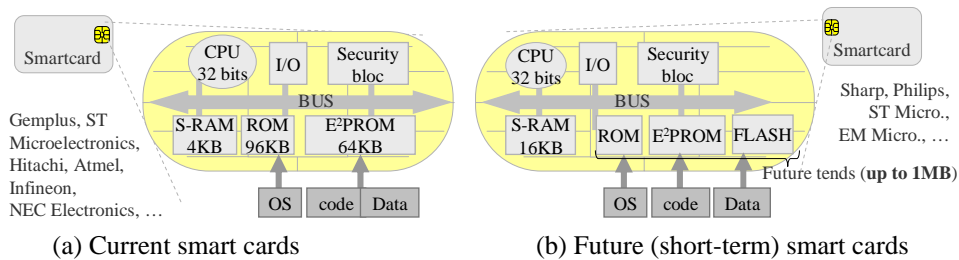 Smartcard
CPU
32 bits
I/O
Security
bloc
BUS
S-RAM
4KB
ROM
96KB
E²PROM
64KB
Gemplus, ST
Microelectronics,
Hitachi, Atmel,
Infineon,
NEC Electronics, …
OS
code
Data
(a) Current smart cards
CPU
32 bits
I/O
Security
bloc
BUS
S-RAM
16KB
ROM
E²PROM
FLASH
Smartcard
Sharp, Philips,
ST Micro.,
EM Micro., …
Future tends (up to 1MB)
OS
code
Data
(b) Future (short-term) smart cards